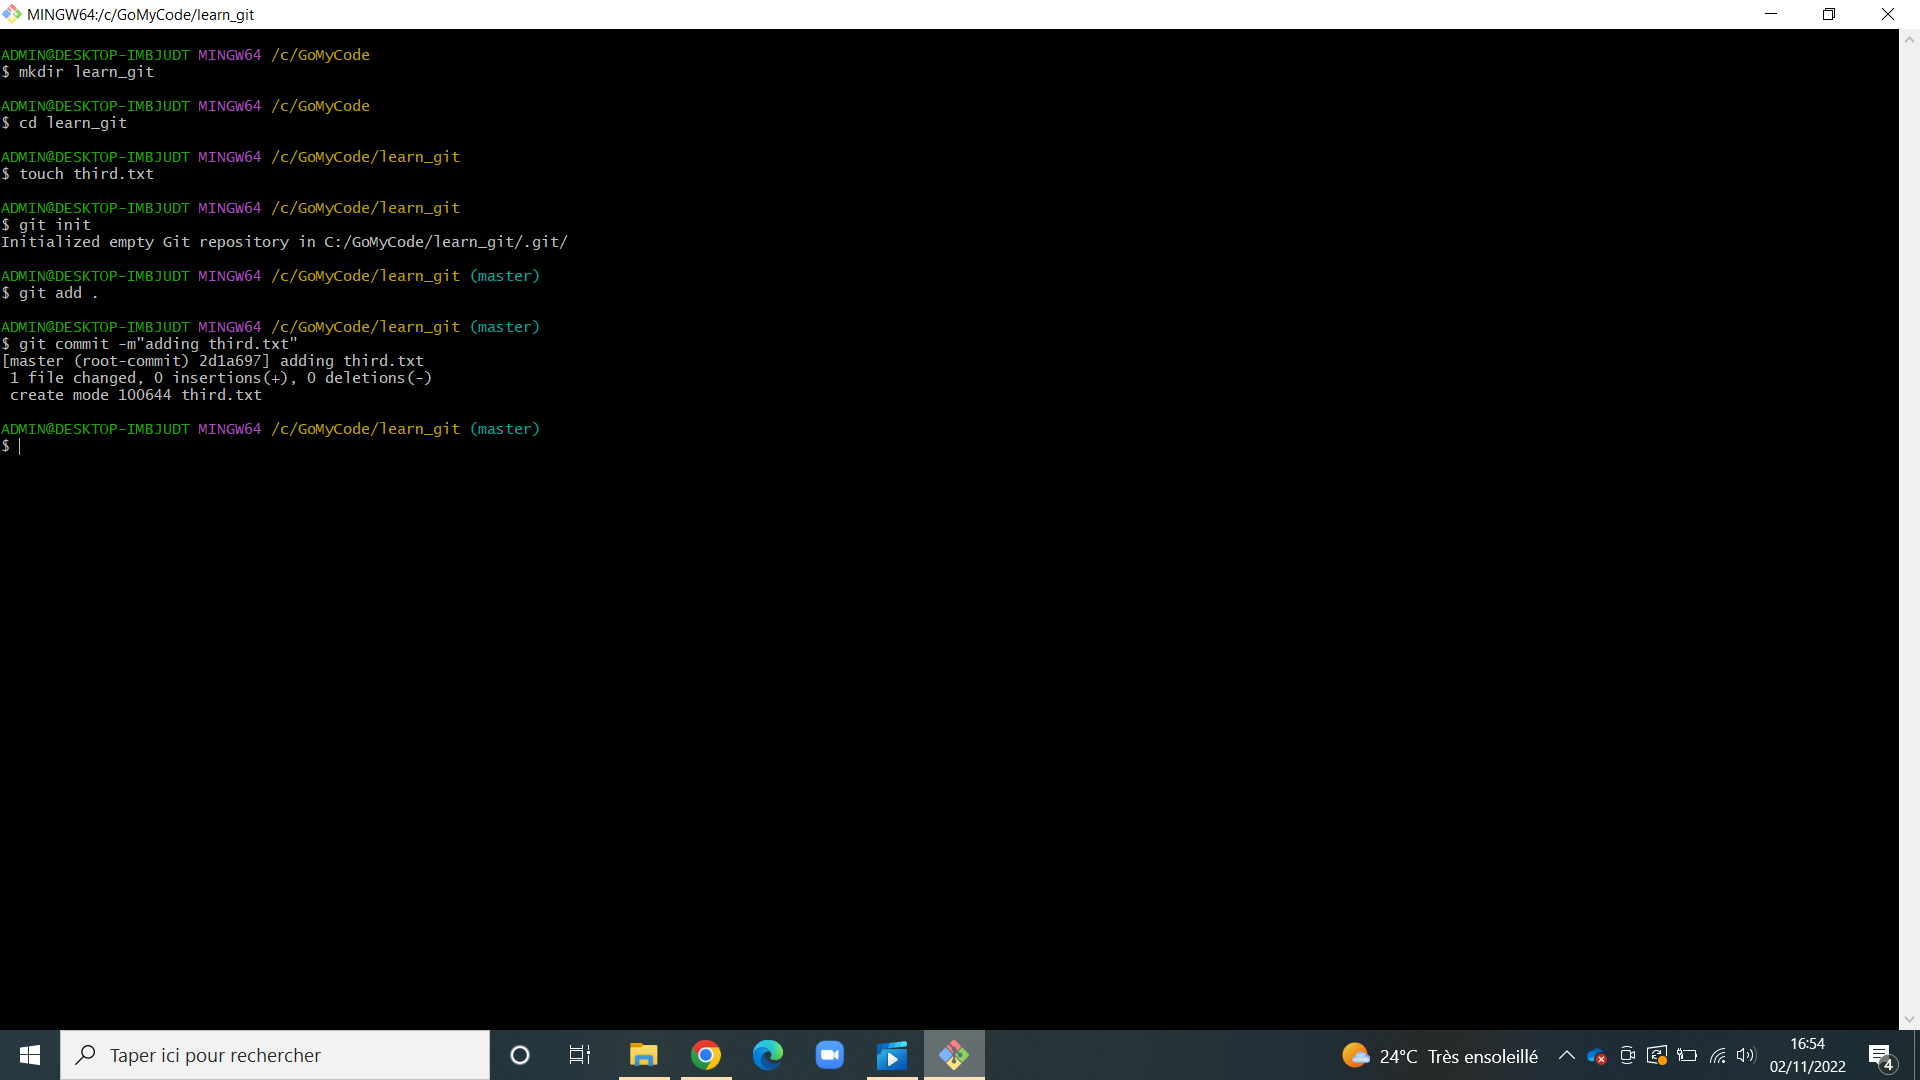 MINGW64:/c/GoMyCode/learn_git
ADMIN@DESKTOP-IMBJUDT MINGW64 /c/GoMyCode
$ mkdir learn_git
ADMIN@DESKTOP-IMBJUDT MINGW64 /c/GoMyCode
$ cd learn_git
ADMIN@DESKTOP-IMBJUDT MINGW64 /c/GoMyCode/learn_git
$ touch third.txt
ADMIN@DESKTOP-IMBJUDT MINGW64 /c/GoMyCode/learn_git
$ git init
Initialized empty Git repository in C:/GoMyCode/learn_git/.git/
ADMIN@DESKTOP-IMBJUDT MINGW64 /c/GoMyCode/learn_git (master)
$ git add .
ADMIN@DESKTOP-IMBJUDT MINGW64 /c/GoMyCode/learn_git (master)
$ git commit -m"adding third.txt"
[master (root-commit) 2d1a697] adding third.txt
 1 file changed, 0 insertions(+), 0 deletions(-)
 create mode 100644 third.txt
ADMIN@DESKTOP-IMBJUDT MINGW64 /c/GoMyCode/learn_git (master)
$
Taper ici pour rechercher
24°C Très ensoleillé
16:54
02/11/2022
4